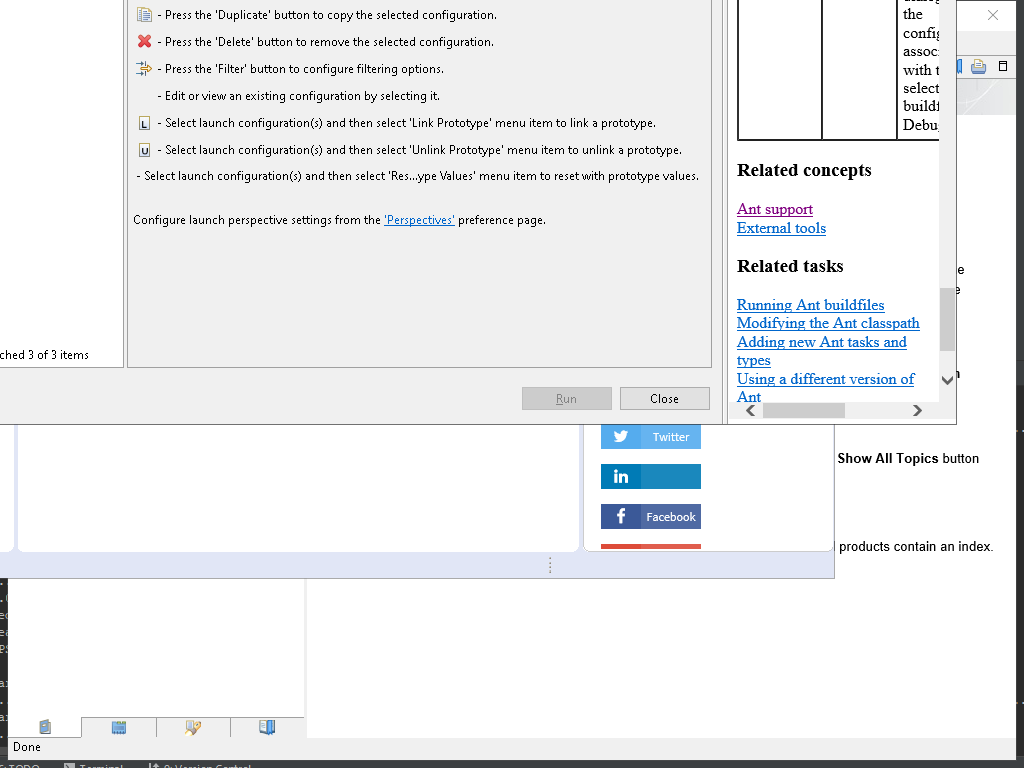 - Press the 'Duplicate' button to copy the selected configuration.
- Press the 'Delete' button to remove the selected configuration.
- Press the 'Filter' button to configure filtering options.
- Edit or view an existing configuration by selecting it.
L - Select launch configuration(s) and then select 'Link Prototype' menu item to link a prototype.
U - Select launch configuration(s) and then select 'Unlink Prototype' menu item to unlink a prototype.
- Select launch configuration(s) and then select 'Res...ype Values' menu item to reset with prototype values.
Configure launch perspective settings from the 'Perspectives' preference page.
ched 3 of 3 items
Run
Close
the
config
assoc
with t
select
buildf
Debu
Related concepts
Ant support
External tools
Related tasks
Running Ant buildfiles
Modifying the Ant classpath
Adding new Ant tasks and
types
Using a different version of
Ant
Twitter
in
f Facebook
Show All Topics button
products contain an index.
Done
TODO
Terminal
9: Version Control